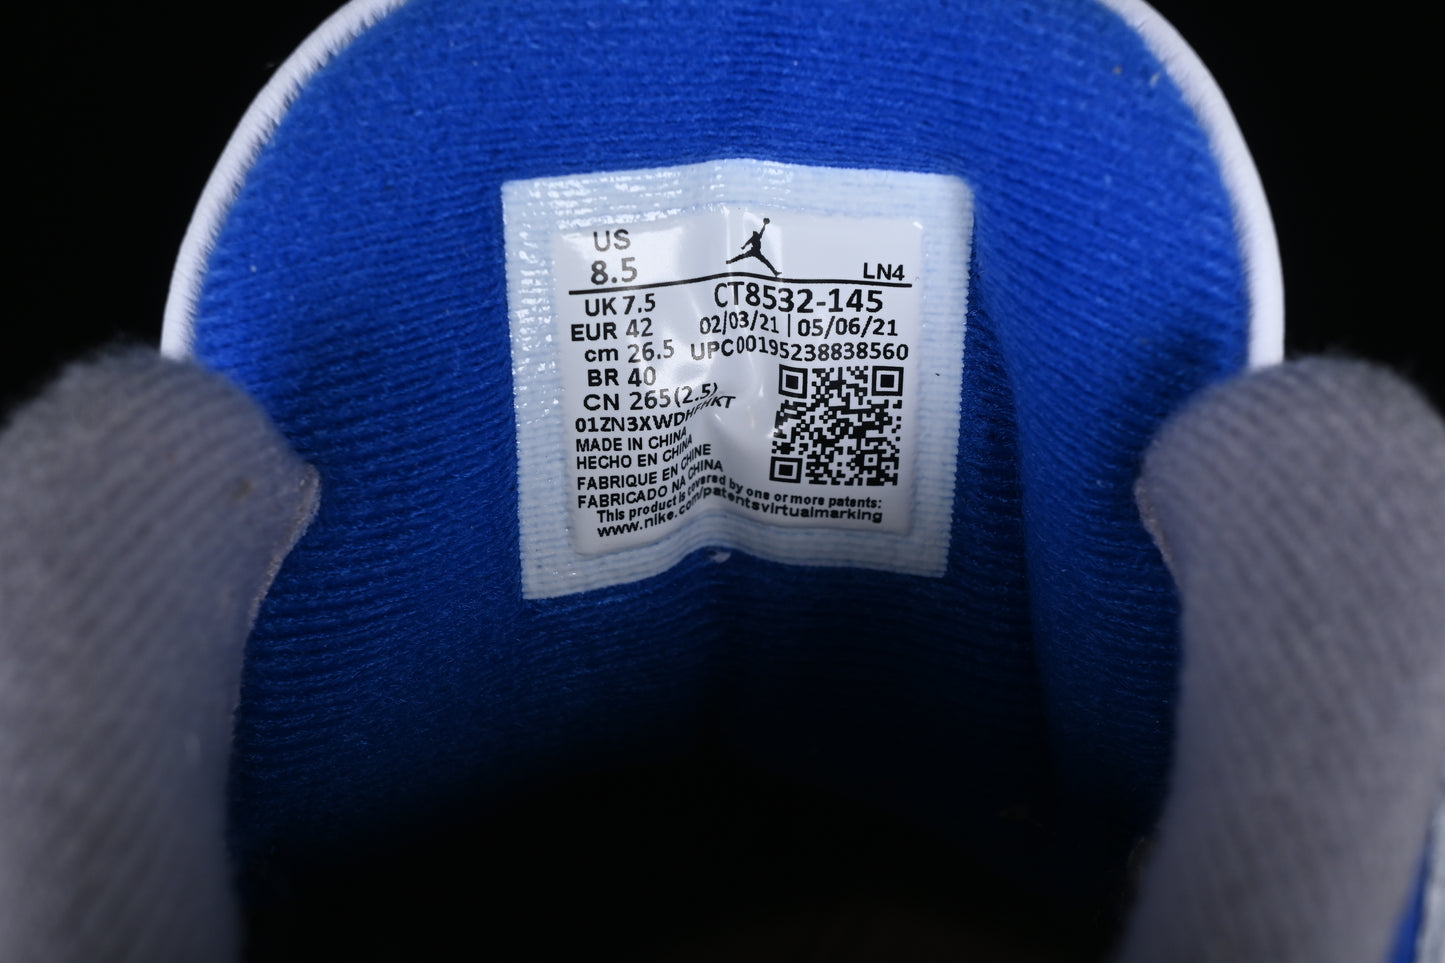 US
8.5
LN4
UK 7.5
CT8532-145
EUR 42
02/03/21 | 05/06/21
cm 26.5
UPC00195238838560
BR 40
CN 265(2.5)
01ZN3XWDHFHKT
MADE IN CHINA
HECHO EN CHINA
FABRIQUE EN CHINE
FABRICADO NA CHINA
This product is covered by one or more patents:
www.nike.com/patentsvirtualmarking